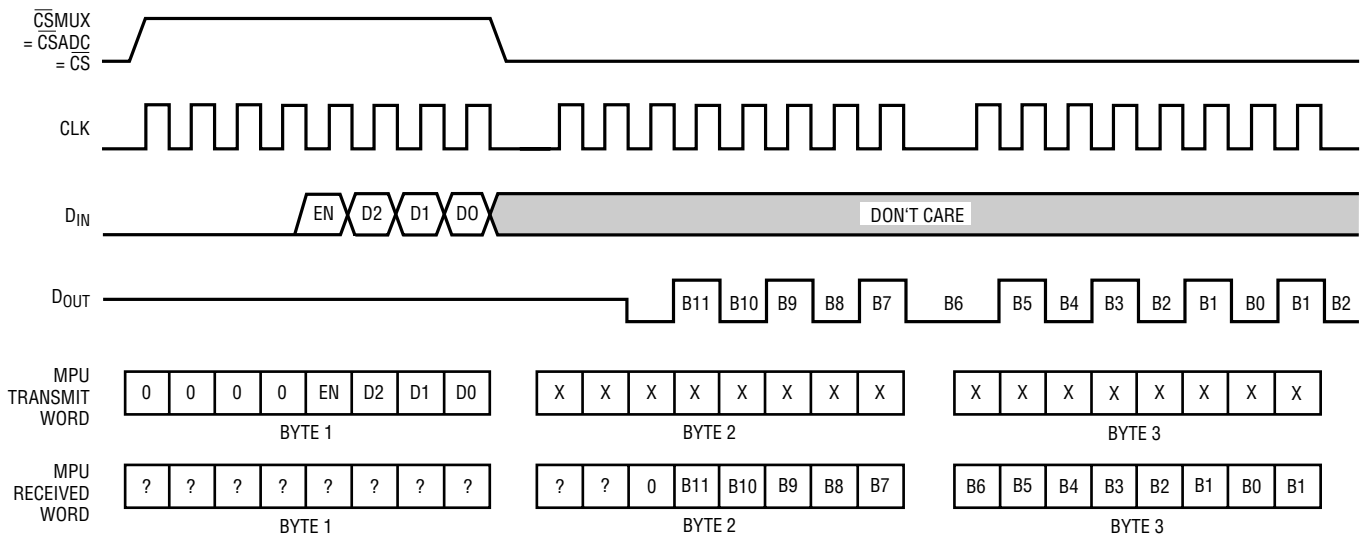 CSMUX
= CSADC
= CS
CLK
DIN
EN D2 D1 DO
DON'T CARE
DOUT
B11 B10 B9 B8 B7 B6 B5 B4 B3 B2 B1 B0 B1 B2
MPU
TRANSMIT
WORD
0 0 0 0 EN D2 D1 D0
X X X X X X X X
X X X X X X X X
BYTE 1
BYTE 2
BYTE 3
MPU
RECEIVED
WORD
? ? ? ? ? ? ? ?
? ? 0 B11 B10 B9 B8 B7
B6 B5 B4 B3 B2 B1 B0 B1
BYTE 1
BYTE 2
BYTE 3